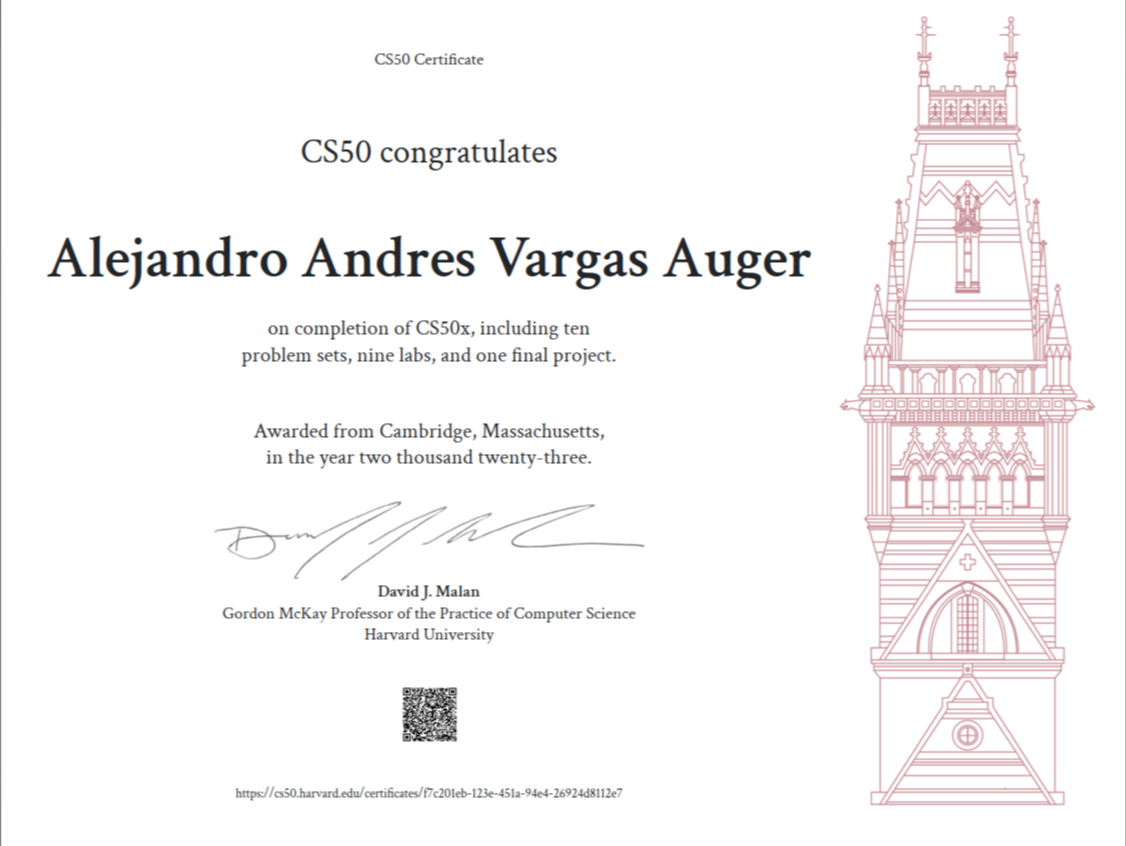 CS50 Certificate
CS50 congratulates
Alejandro Andres Vargas Auger
on completion of CS50x, including ten
problem sets, nine labs, and one final project.
Awarded from Cambridge, Massachusetts,
in the year two thousand twenty-three.
David J. Malan
Gordon McKay Professor of the Practice of Computer Science
Harvard University
https://cs50.harvard.edu/certificates/f7c201eb-123e-451a-94e4-26924d8112e7